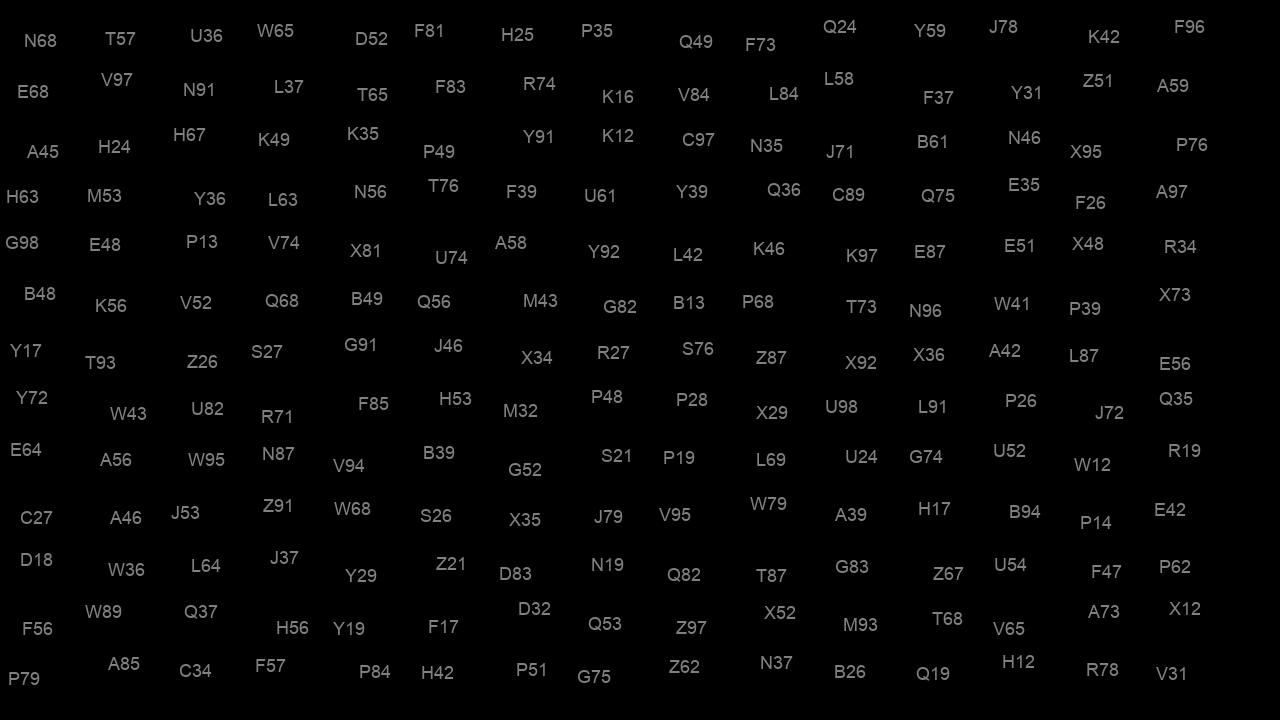 N68 T57 U36 W65 D52 F81 H25 P35 Q49 F73 Q24 Y59 J78 K42 F96
E68 V97 N91 L37 T65 F83 R74 K16 V84 L84 L58 F37 Y31 Z51 A59
A45 H24 H67 K49 K35 P49 Y91 K12 C97 N35 J71 B61 N46 X95 P76
H63 M53 Y36 L63 N56 T76 F39 U61 Y39 Q36 C89 Q75 E35 F26 A97
G98 E48 P13 V74 X81 U74 A58 Y92 L42 K46 K97 E87 E51 X48 R34
B48 K56 V52 Q68 B49 Q56 M43 G82 B13 P68 T73 N96 W41 P39 X73
Y17 T93 Z26 S27 G91 J46 X34 R27 S76 Z87 X92 X36 A42 L87 E56
Y72 W43 U82 R71 F85 H53 M32 P48 P28 X29 U98 L91 P26 J72 Q35
E64 A56 W95 N87 V94 B39 G52 S21 P19 L69 U24 G74 U52 W12 R19
C27 A46 J53 Z91 W68 S26 X35 J79 V95 W79 A39 H17 B94 P14 E42
D18 W36 L64 J37 Y29 Z21 D83 N19 Q82 T87 G83 Z67 U54 F47 P62
F56 W89 Q37 H56 Y19 F17 D32 Q53 Z97 X52 M93 T68 V65 A73 X12
P79 A85 C34 F57 P84 H42 P51 G75 Z62 N37 B26 Q19 H12 R78 V31